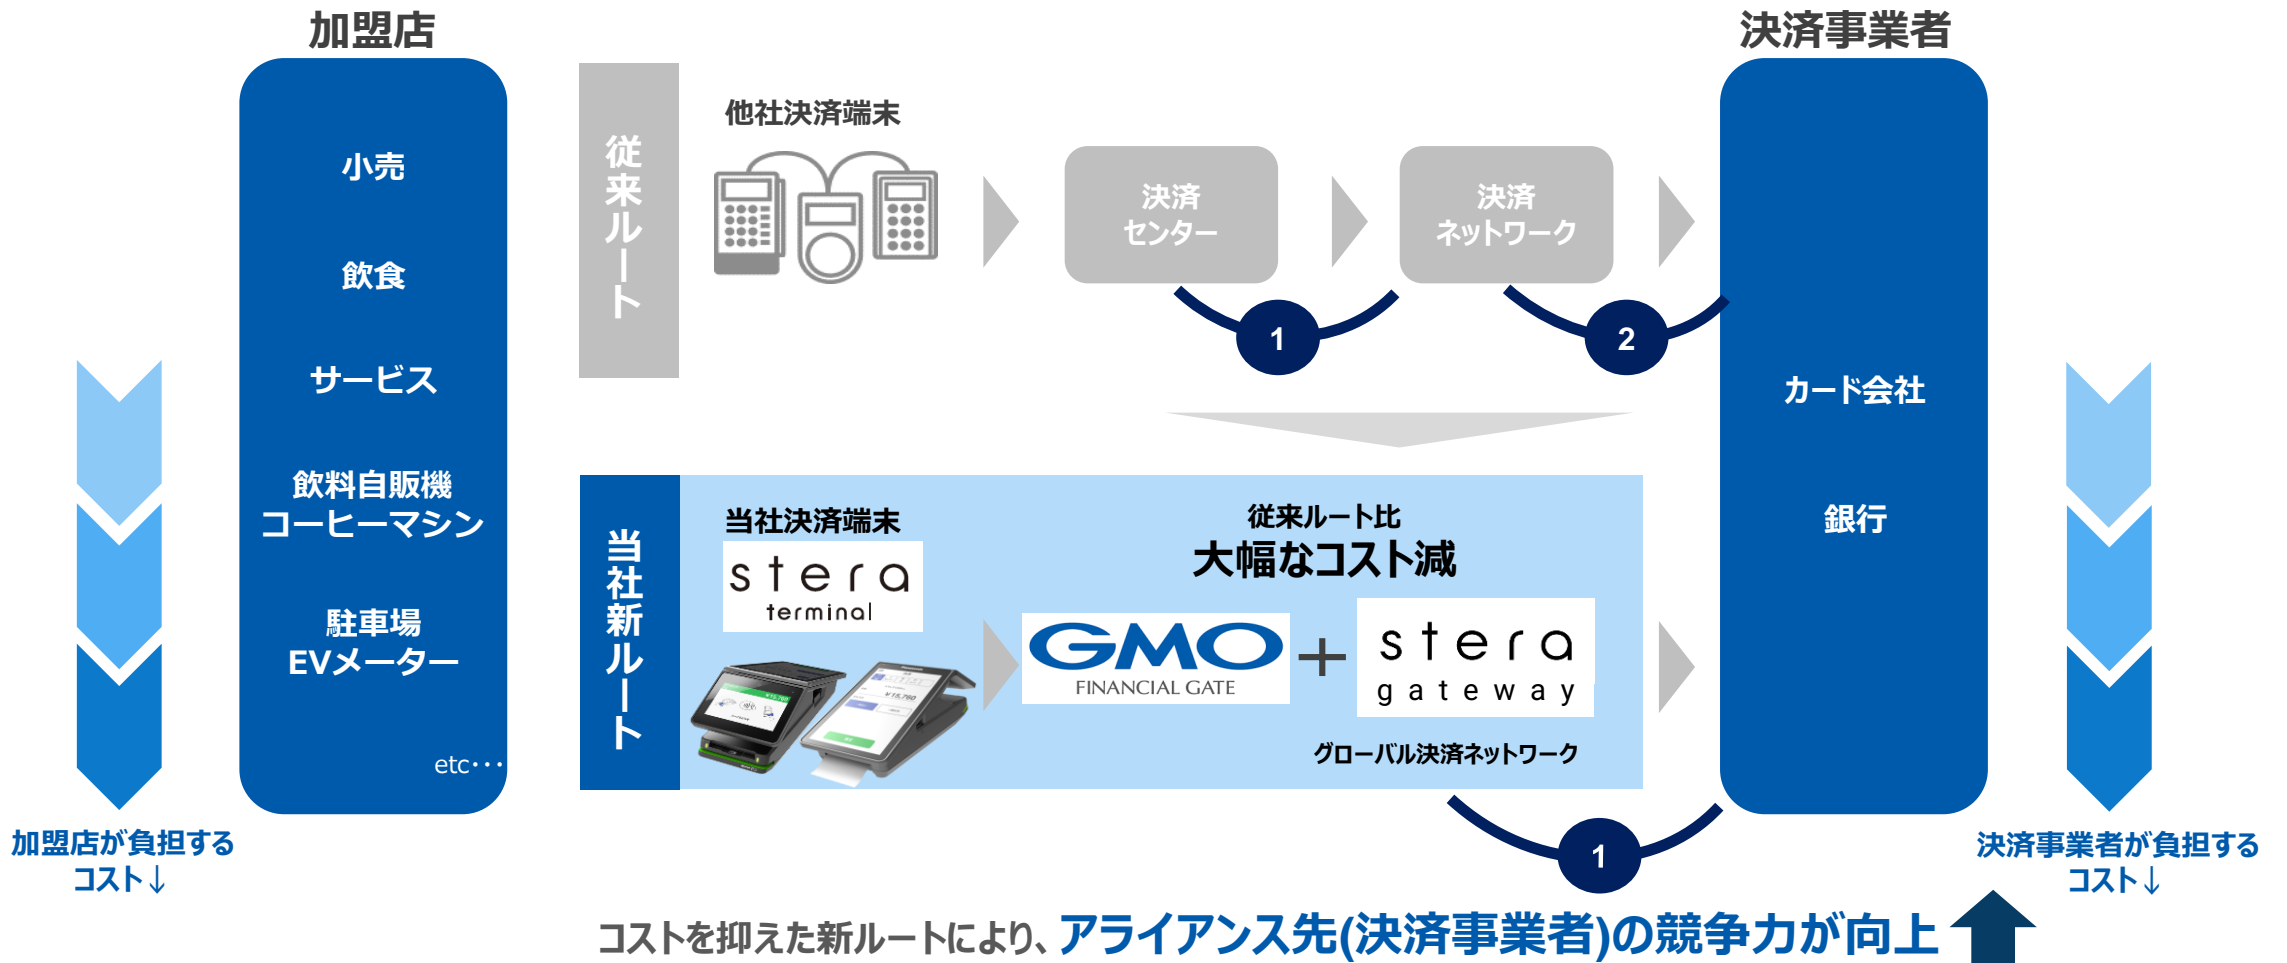 加盟店
決済事業者
小売
飲食
サービス
飲料自販機
コーヒーマシン
駐車場
EVメーター
etc･･･
従来ルート
他社決済端末
決済
センター
決済
ネットワーク
1
2
カード会社
銀行
当社新ルート
当社決済端末
stera
terminal
従来ルート比
大幅なコスト減
GMO
FINANCIAL GATE
+
stera
gateway
グローバル決済ネットワーク
1
加盟店が負担する
コスト↓
決済事業者が負担する
コスト↓
コストを抑えた新ルートにより、アライアンス先(決済事業者)の競争力が向上